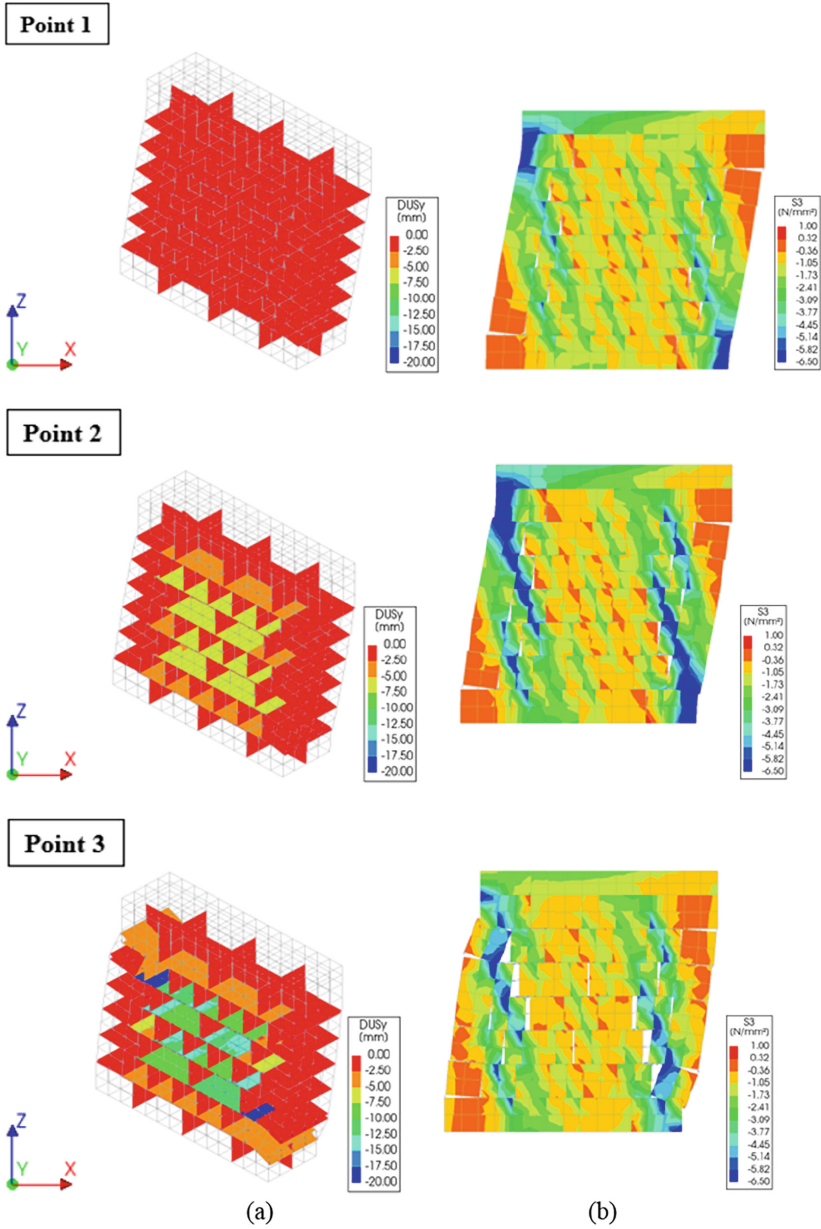 Point 1
DUSy
(mm)
0.00
-2.50
-5.00
-7.50
-10.00
-12.50
-15.00
-17.50
-20.00
Z
Y
X
S3
(N/mm²)
1.00
0.32
-0.36
-1.05
-1.73
-2.41
-3.09
-3.77
-4.45
-5.14
-5.82
-6.50
Point 2
DUSy
(mm)
0.00
-2.50
-5.00
-7.50
-10.00
-12.50
-15.00
-17.50
-20.00
Z
Y
X
S3
(N/mm²)
1.00
0.32
-0.36
-1.05
-1.73
-2.41
-3.09
-3.77
-4.45
-5.14
-5.82
-6.50
Point 3
DUSy
(mm)
0.00
-2.50
-5.00
-7.50
-10.00
-12.50
-15.00
-17.50
-20.00
Z
Y
X
S3
(N/mm²)
1.00
0.32
-0.36
-1.05
-1.73
-2.41
-3.09
-3.77
-4.45
-5.14
-5.82
-6.50
(a)
(b)